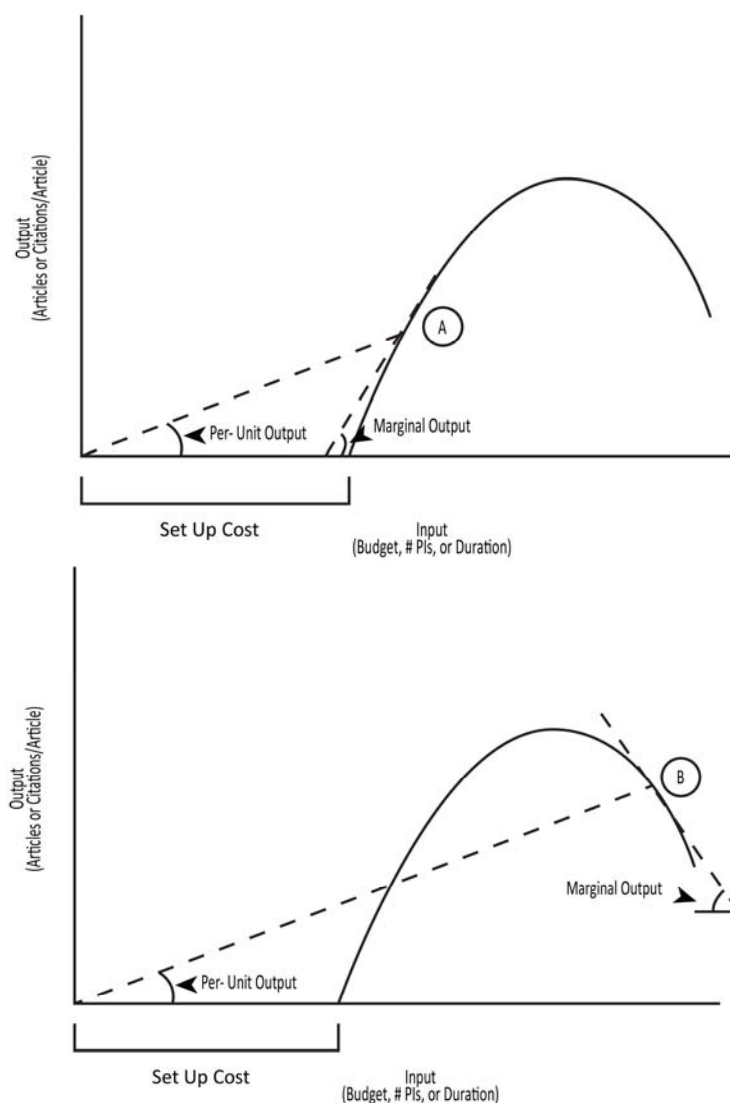 Output
(Articles or Citations/Article)
A
Per- Unit Output
Marginal Output
Set Up Cost
Input
(Budget, # PIs, or Duration)
Output
(Articles or Citations/Article)
B
Marginal Output
Per- Unit Output
Set Up Cost
Input
(Budget, # PIs, or Duration)